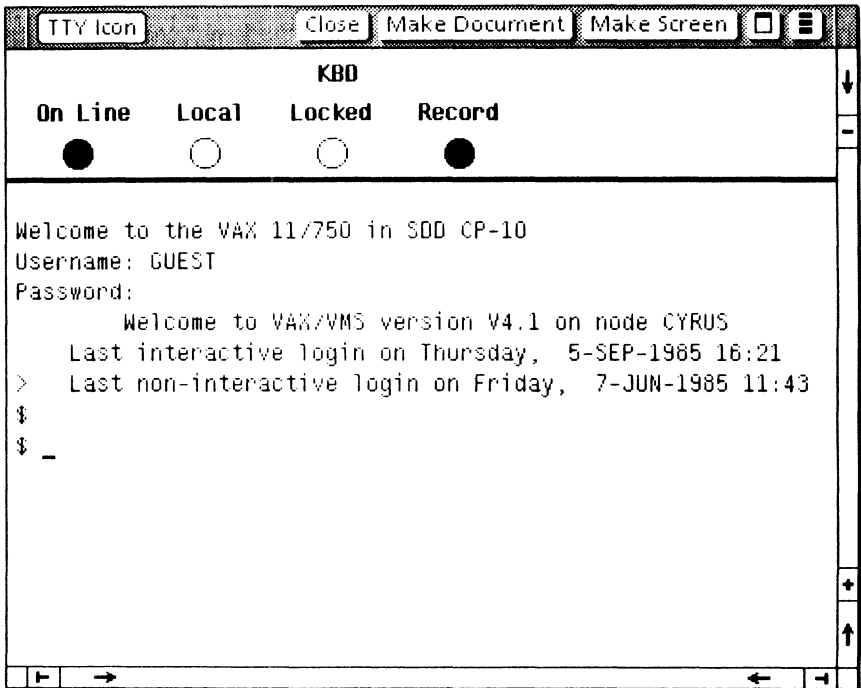 TTY Icon Close Make Document Make Screen
KBD
On Line Local Locked Record
Welcome to the VAX 11/750 in SDD CP-10
Username: GUEST
Password:
Welcome to VAX/VMS version V4.1 on node CYRUS
Last interactive login on Thursday, 5-SEP-1985 16:21
> Last non-interactive login on Friday, 7-JUN-1985 11:43
$
$ _